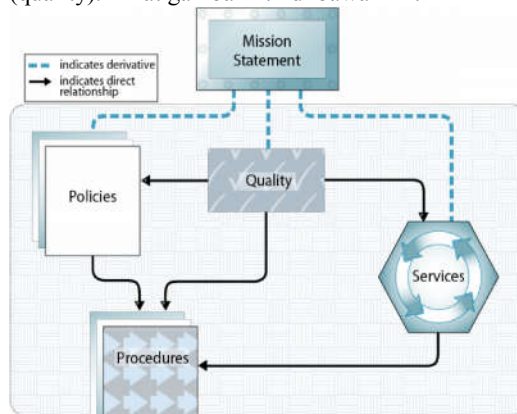 indicates derivative
indicates direct
relationship
Mission
Statement
Policies
Quality
Services
Procedures